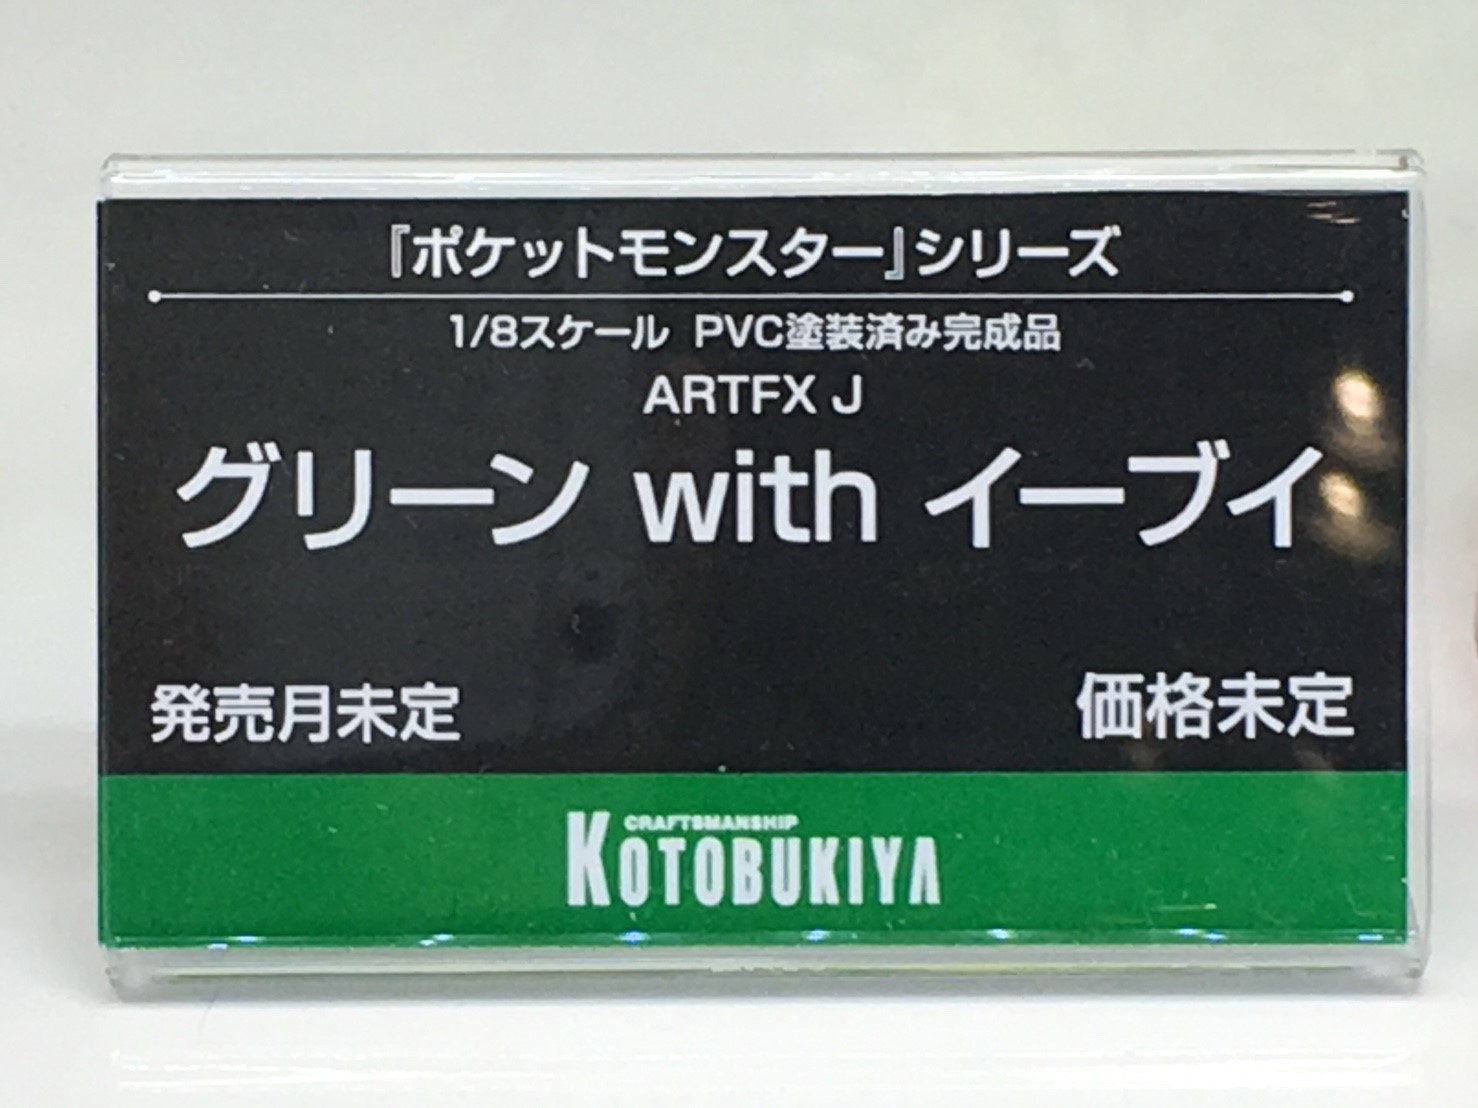 『ポケットモンスター』シリーズ
1/8スケール PVC塗装済み完成品
ARTFX J
グリーン with イーブイ
発売月未定
価格未定
CRAFTSMANSHIP
KOTOBUKIYA